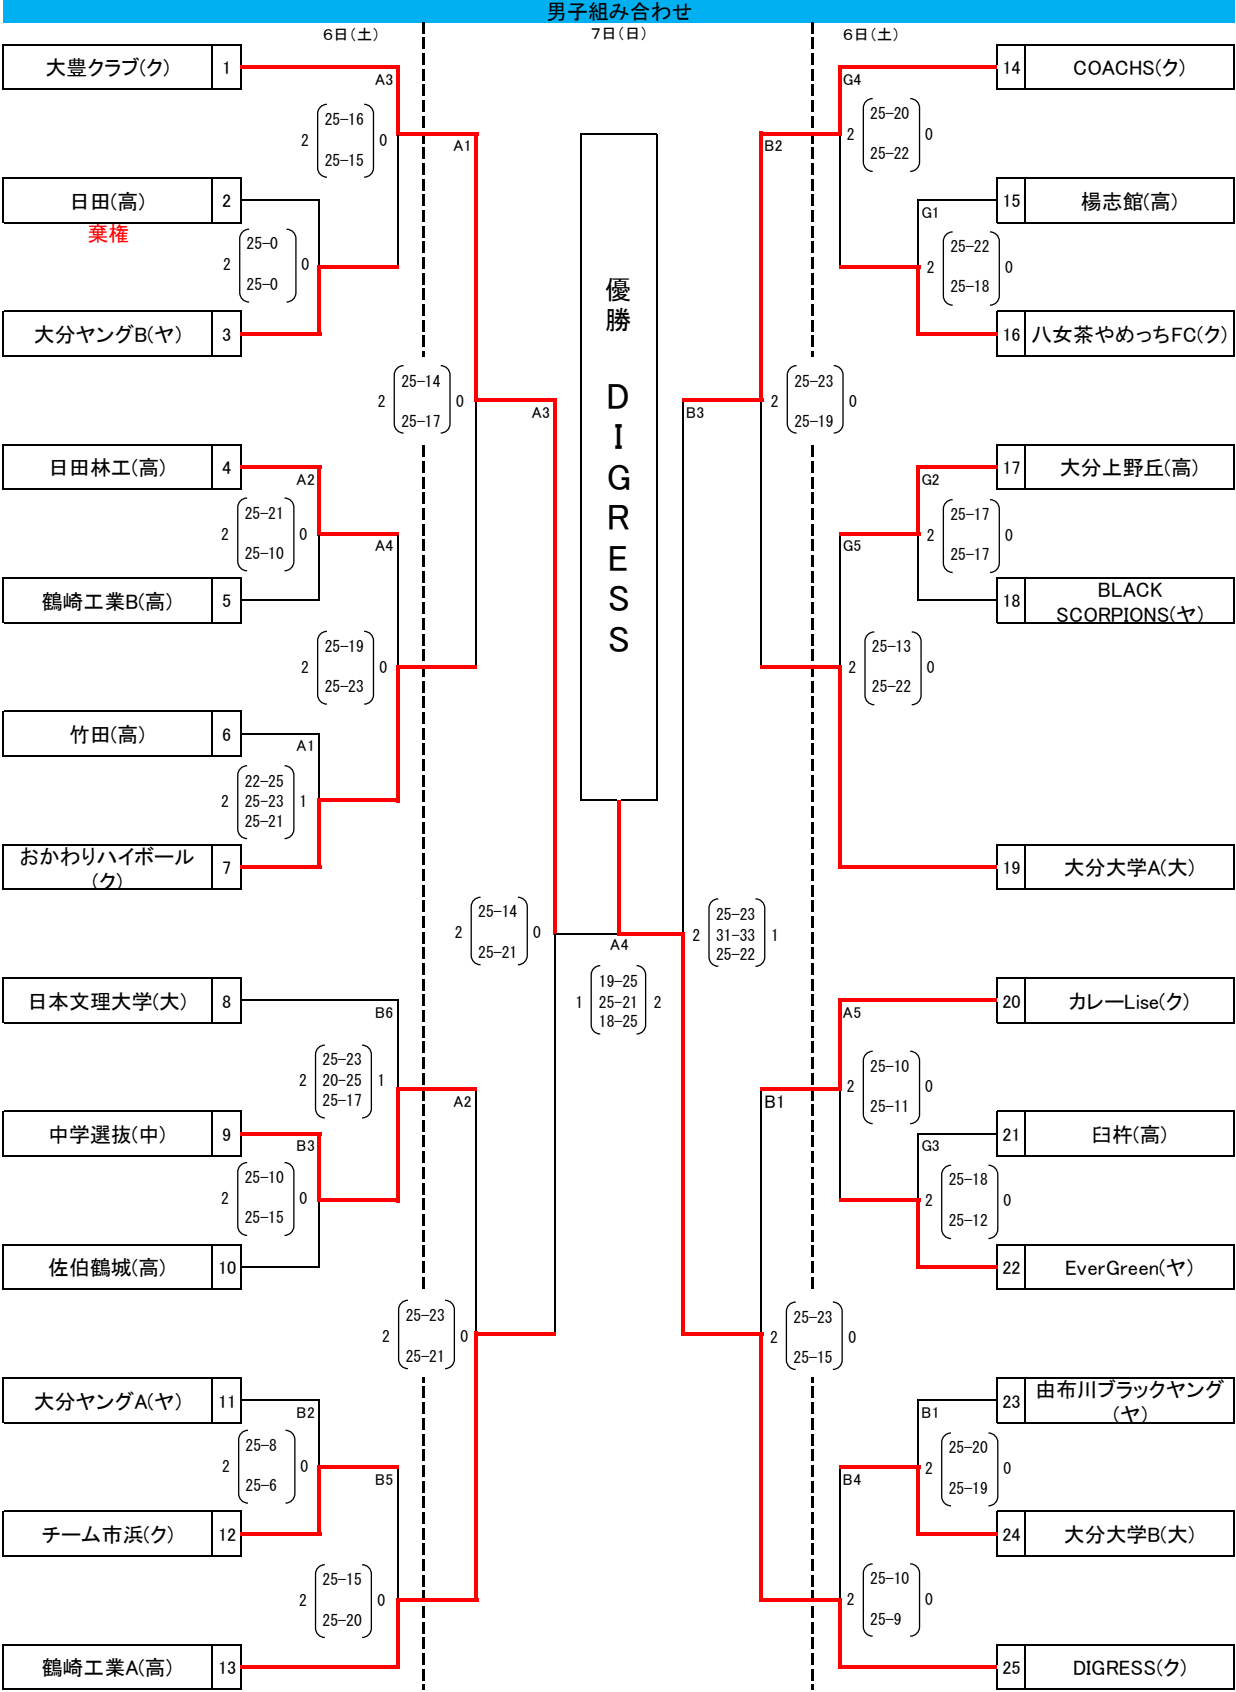 男子組み合わせ
6日(土)
7日(日)
6日(土)
大豊クラブ(ク) 1
A3
2 25-16 0
25-15
A1
日田(高) 2
棄権
2 25-0 0
25-0
大分ヤングB(ヤ) 3
2 25-14 0
25-17
A3
日田林工(高) 4
A2
2 25-21 0
25-10
A4
鶴崎工業B(高) 5
2 25-19 0
25-23
竹田(高) 6
A1
2 22-25 1
25-23
25-21
おかわりハイボール
(ク) 7
2 25-14 0
25-21
日本文理大学(大) 8
B6
2 25-23 1
20-25
25-17
A2
中学選抜(中) 9
B3
2 25-10 0
25-15
佐伯鶴城(高) 10
2 25-23 0
25-21
大分ヤングA(ヤ) 11
B2
2 25-8 0
25-6
B5
チーム市浜(ク) 12
2 25-15 0
25-20
鶴崎工業A(高) 13
優勝 DIGRESS
A4
1 19-25 2
25-21
18-25
14 COACHS(ク)
G4
2 25-20 0
25-22
B2
15 楊志館(高)
G1
2 25-22 0
25-18
16 八女茶やめっちFC(ク)
2 25-23 0
25-19
B3
17 大分上野丘(高)
G2
2 25-17 0
25-17
G5
18 BLACK
SCORPIONS(ヤ)
2 25-13 0
25-22
19 大分大学A(大)
2 25-23 1
31-33
25-22
20 カレーLise(ク)
A5
2 25-10 0
25-11
B1
21 臼杵(高)
G3
2 25-18 0
25-12
22 EverGreen(ヤ)
2 25-23 0
25-15
23 由布川ブラックヤング
(ヤ)
B1
2 25-20 0
25-19
B4
24 大分大学B(大)
2 25-10 0
25-9
25 DIGRESS(ク)